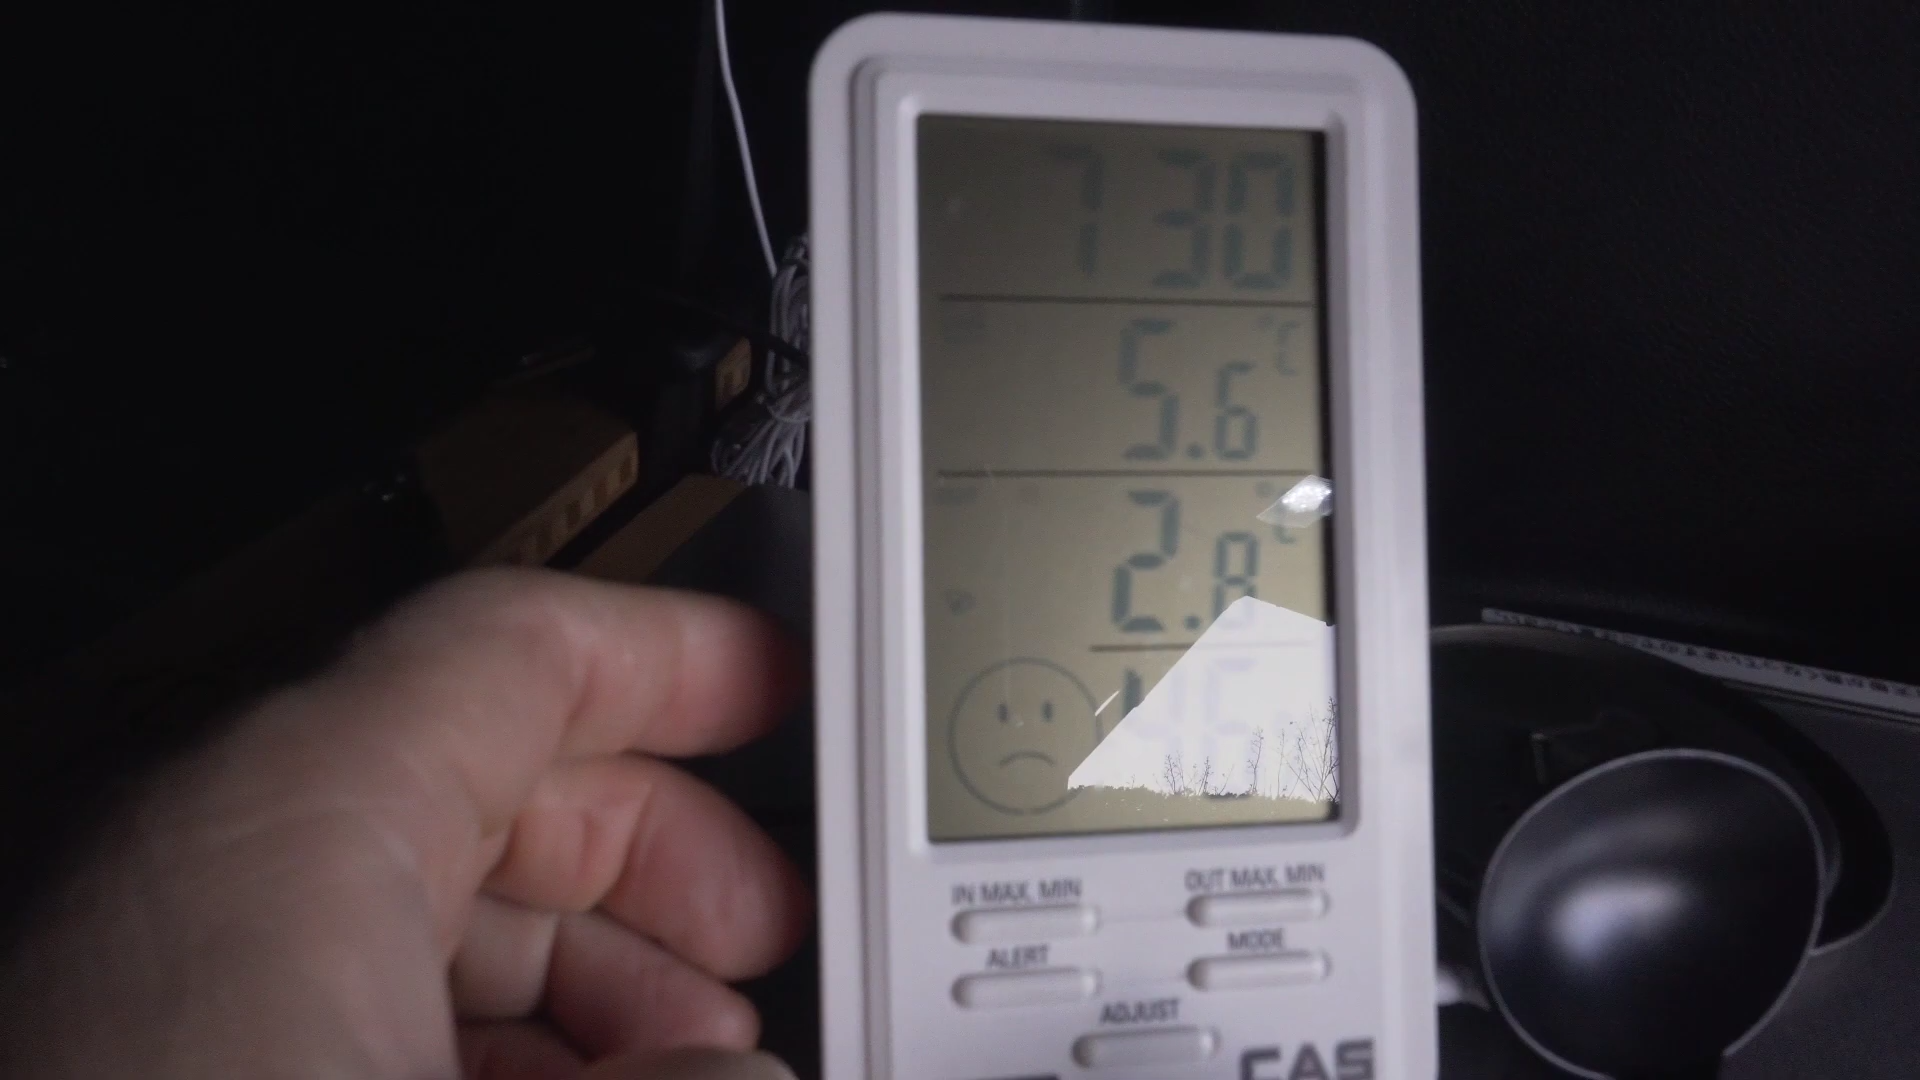 7 30
5.6 °C
2.8 °C
IN MAX. MIN
OUT MAX. MIN
ALERT
MODE
ADJUST
CAS